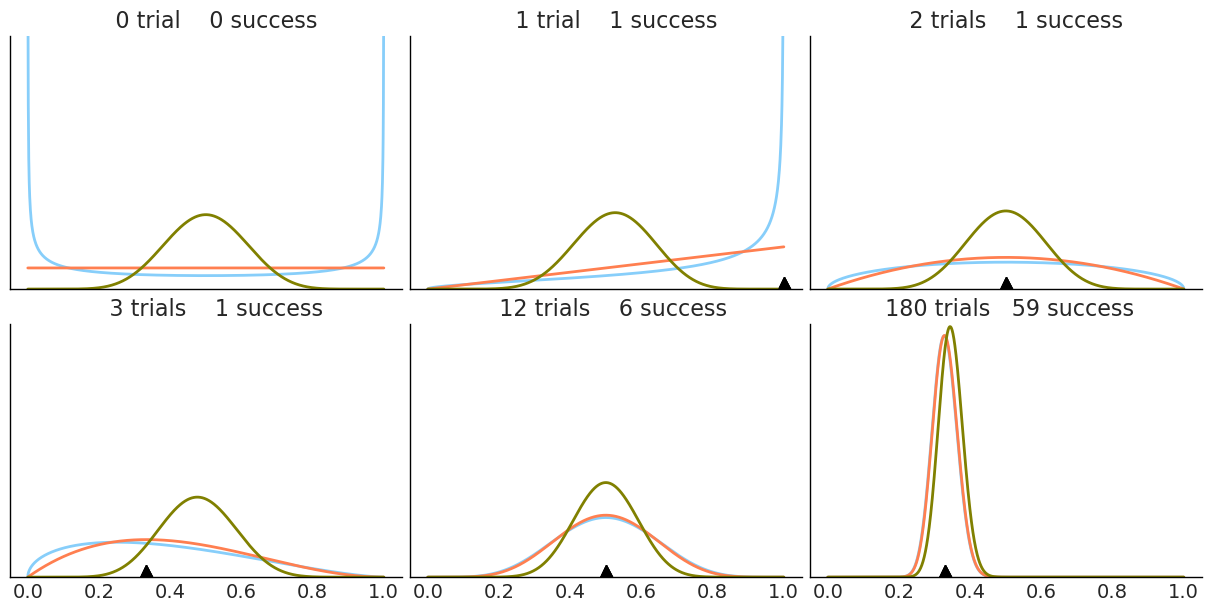 0 trial    0 success
1 trial    1 success
2 trials    1 success
3 trials    1 success
12 trials    6 success
180 trials   59 success
0.0 0.2 0.4 0.6 0.8 1.0
0.0 0.2 0.4 0.6 0.8 1.0
0.0 0.2 0.4 0.6 0.8 1.0